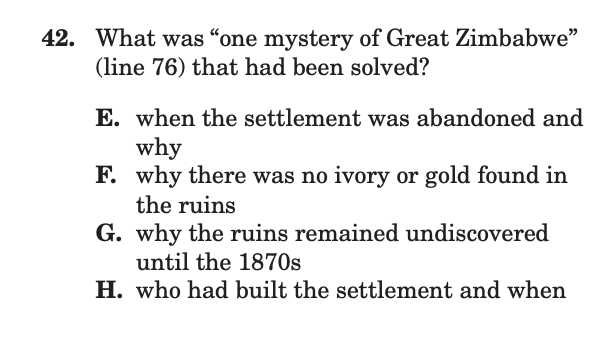 42. What was “one mystery of Great Zimbabwe”
(line 76) that had been solved?
E. when the settlement was abandoned and
why
F. why there was no ivory or gold found in
the ruins
G. why the ruins remained undiscovered
until the 1870s
H. who had built the settlement and when